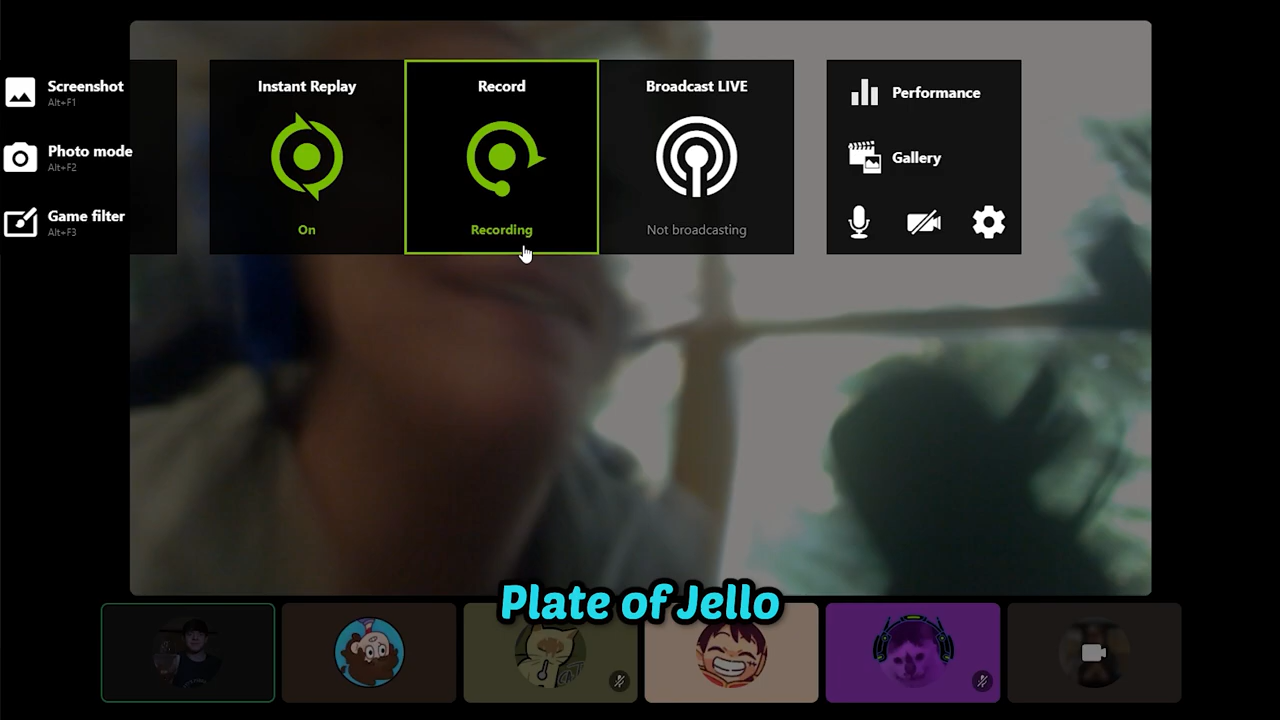 Screenshot
Alt+F1
Photo mode
Alt+F2
Game filter
Alt+F3
Instant Replay
On
Record
Recording
Broadcast LIVE
Not broadcasting
Performance
Gallery
Plate of Jello